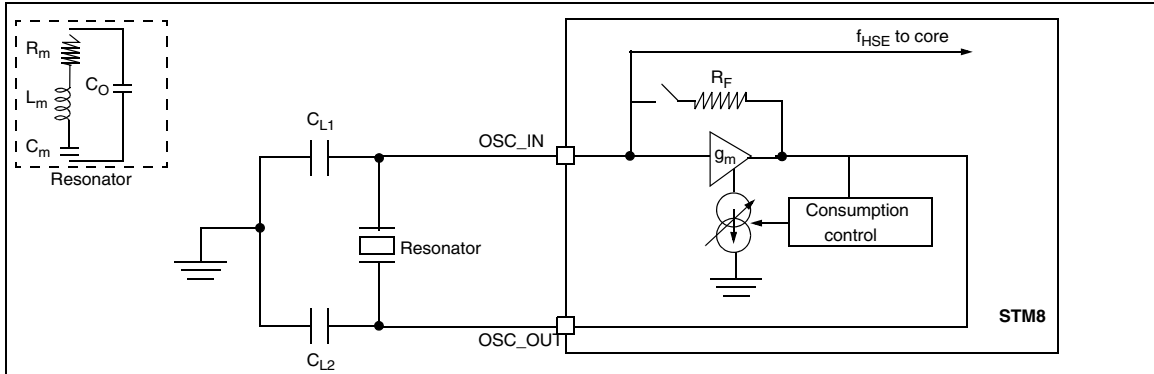 Rm
Lm
CO
Cm
Resonator
CL1
CL2
Resonator
OSC_IN
OSC_OUT
fHSE to core
RF
gm
Consumption
control
STM8